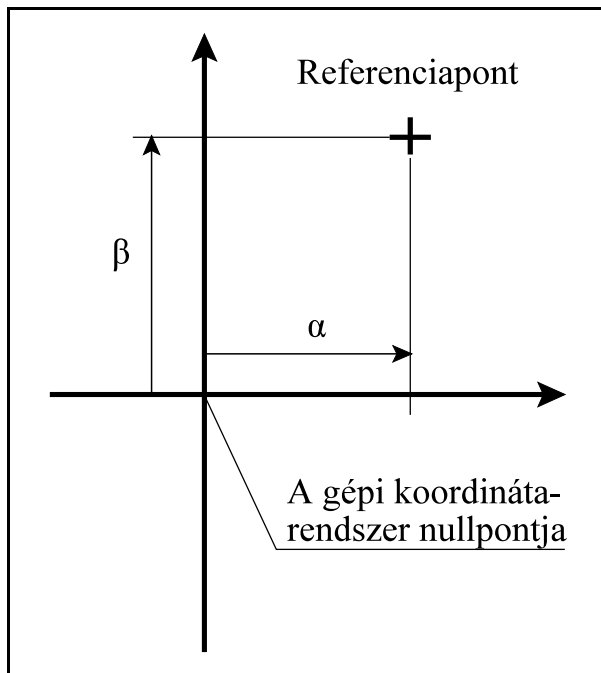 Referenciapont
β
α
A gépi koordináta-
rendszer nullpontja